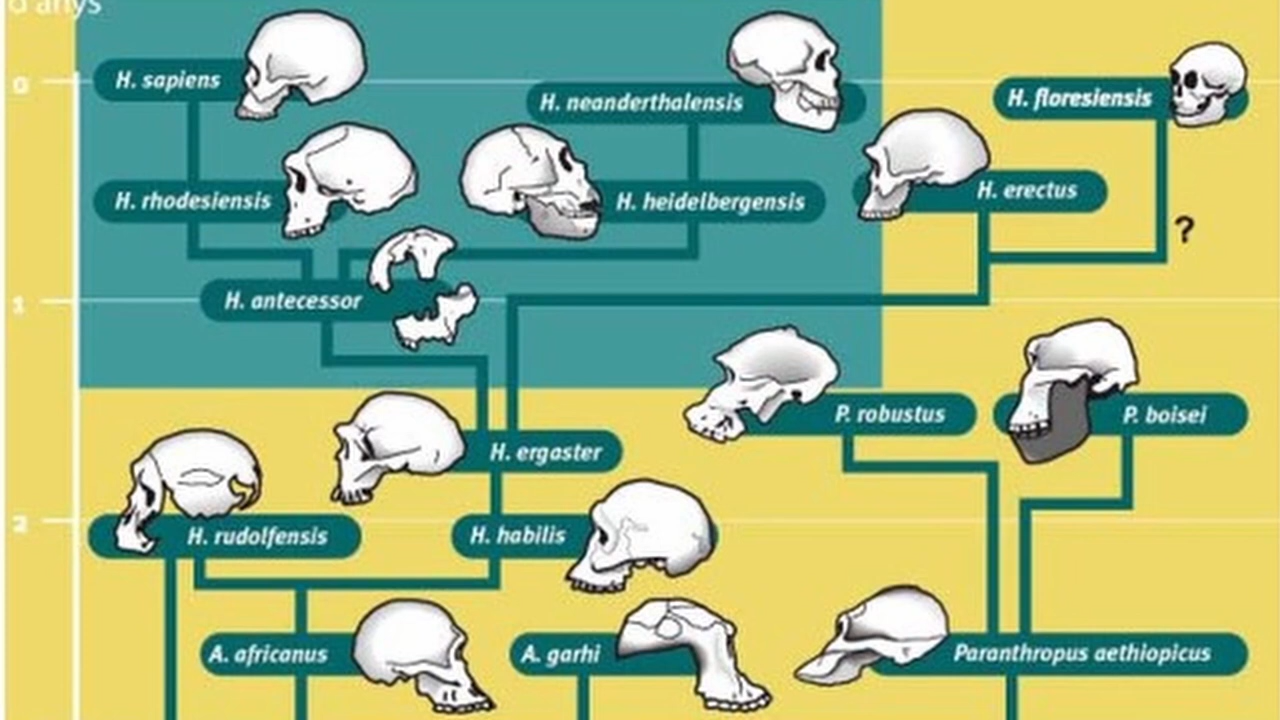 d'anys
0
H. sapiens
H. neanderthalensis
H. floresiensis
H. rhodesiensis
H. heidelbergensis
H. erectus
?
1
H. antecessor
P. robustus
P. boisei
H. ergaster
2
H. rudolfensis
H. habilis
A. africanus
A. garhi
Paranthropus aethiopicus